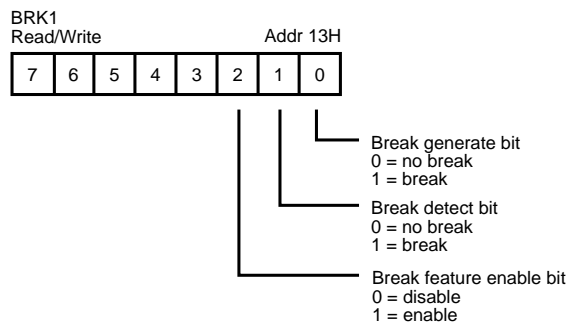 BRK1
Read/Write Addr 13H
7 6 5 4 3 2 1 0
Break generate bit
0 = no break
1 = break
Break detect bit
0 = no break
1 = break
Break feature enable bit
0 = disable
1 = enable